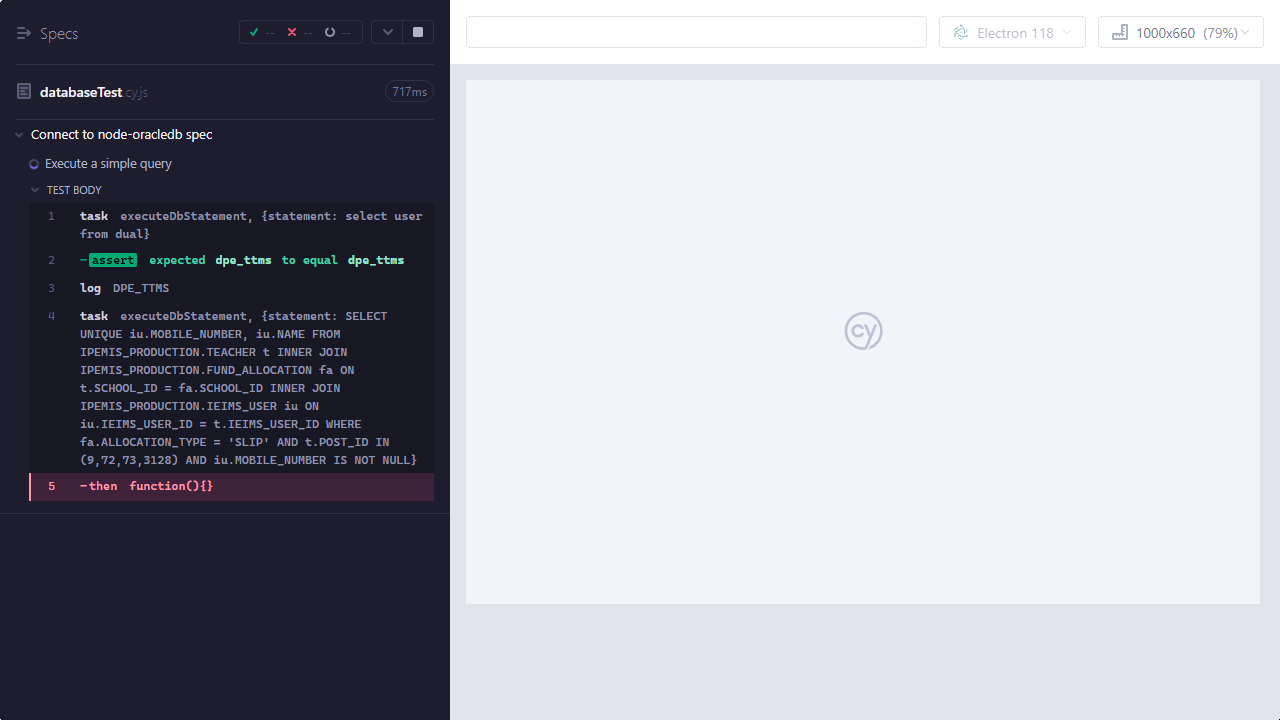 Specs
-- -- --
databaseTest.cy.js
717ms
Connect to node-oracledb spec
Execute a simple query
TEST BODY
1 task executeDbStatement, {statement: select user
from dual}
2 -assert expected dpe_ttms to equal dpe_ttms
3 log DPE_TTMS
4 task executeDbStatement, {statement: SELECT
UNIQUE iu.MOBILE_NUMBER, iu.NAME FROM
IPEMIS_PRODUCTION.TEACHER t INNER JOIN
IPEMIS_PRODUCTION.FUND_ALLOCATION fa ON
t.SCHOOL_ID = fa.SCHOOL_ID INNER JOIN
IPEMIS_PRODUCTION.IEIMS_USER iu ON
iu.IEIMS_USER_ID = t.IEIMS_USER_ID WHERE
fa.ALLOCATION_TYPE = 'SLIP' AND t.POST_ID IN
(9,72,73,3128) AND iu.MOBILE_NUMBER IS NOT NULL}
5 -then function(){}
Electron 118
1000x660 (79%)
cy